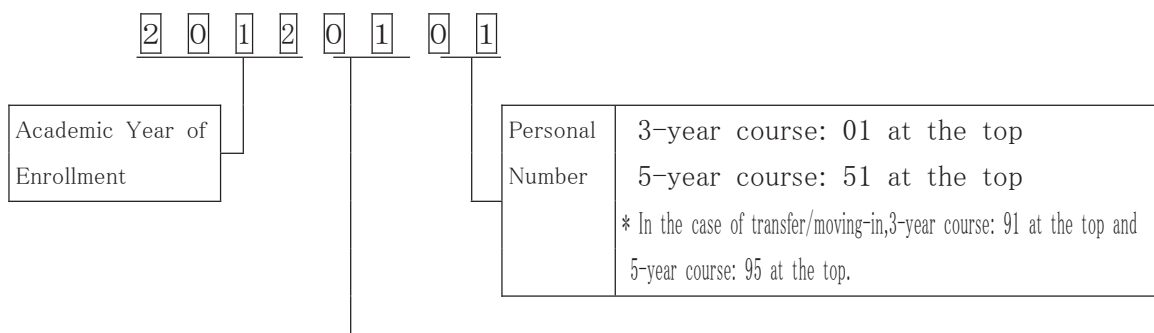 2 0 1 2 0 1 0 1
Academic Year of
Enrollment
Personal
Number
3-year course: 01 at the top
5-year course: 51 at the top
* In the case of transfer/moving-in,3-year course: 91 at the top and
5-year course: 95 at the top.